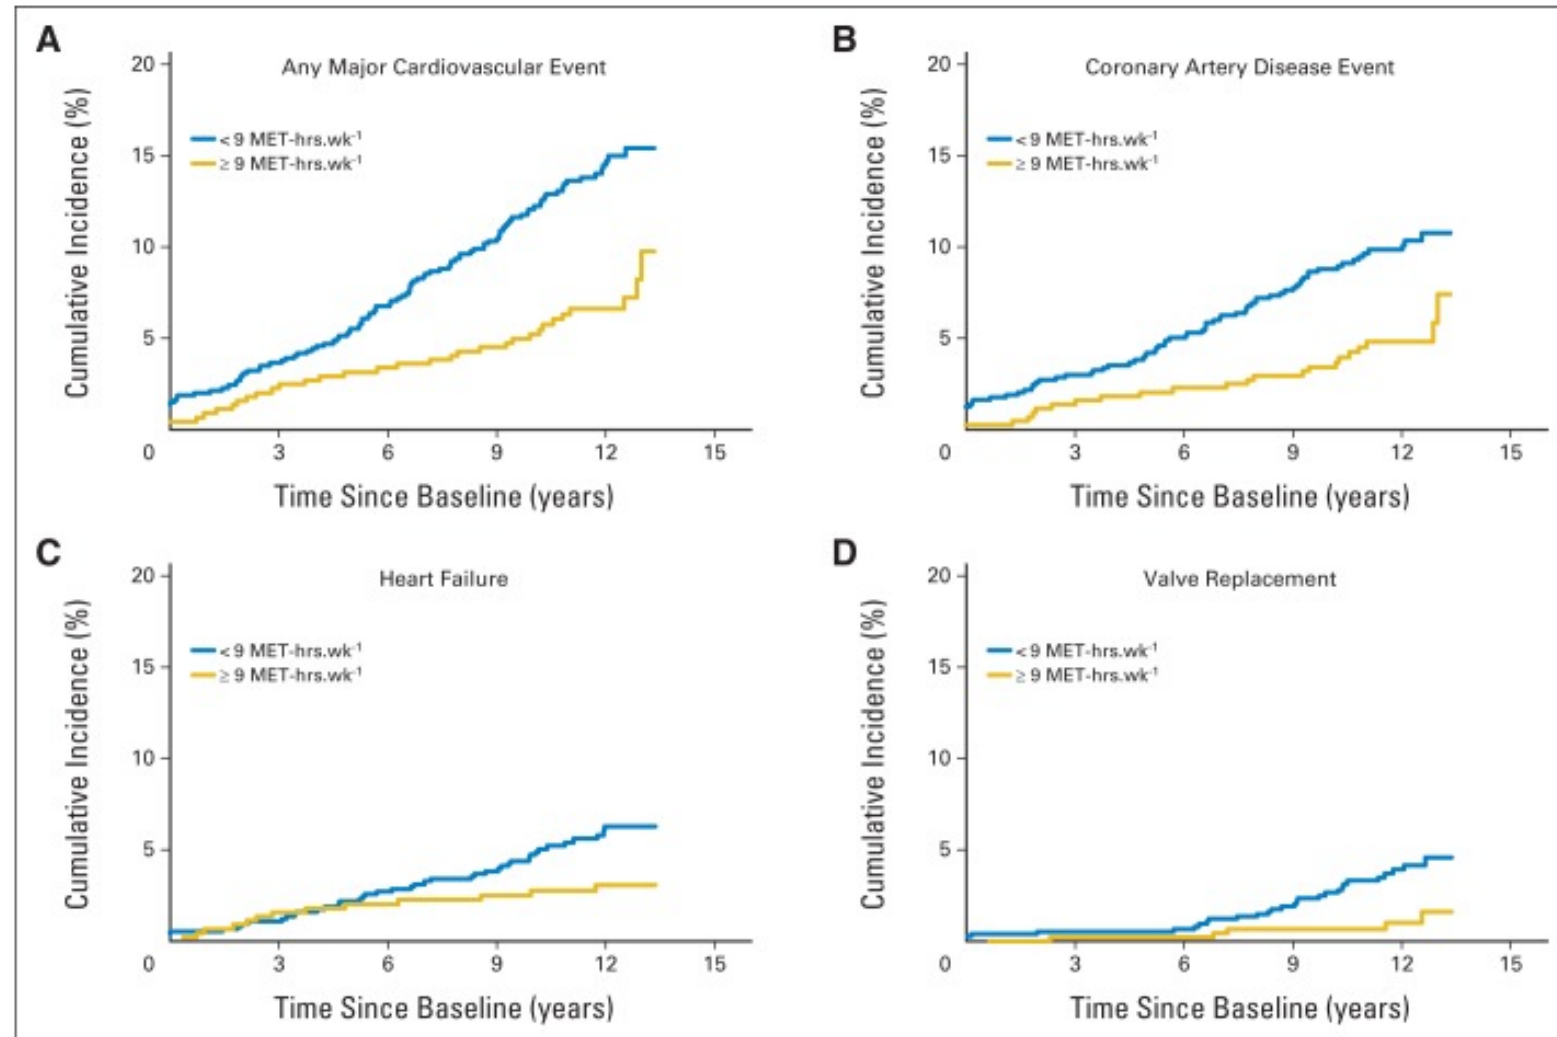 A
Any Major Cardiovascular Event
Cumulative Incidence (%)
20
15
10
5
< 9 MET-hrs.wk⁻¹
≥ 9 MET-hrs.wk⁻¹
0 3 6 9 12 15
Time Since Baseline (years)
B
Coronary Artery Disease Event
Cumulative Incidence (%)
20
15
10
5
< 9 MET-hrs.wk⁻¹
≥ 9 MET-hrs.wk⁻¹
0 3 6 9 12 15
Time Since Baseline (years)
C
Heart Failure
Cumulative Incidence (%)
20
15
10
5
< 9 MET-hrs.wk⁻¹
≥ 9 MET-hrs.wk⁻¹
0 3 6 9 12 15
Time Since Baseline (years)
D
Valve Replacement
Cumulative Incidence (%)
20
15
10
5
< 9 MET-hrs.wk⁻¹
≥ 9 MET-hrs.wk⁻¹
0 3 6 9 12 15
Time Since Baseline (years)